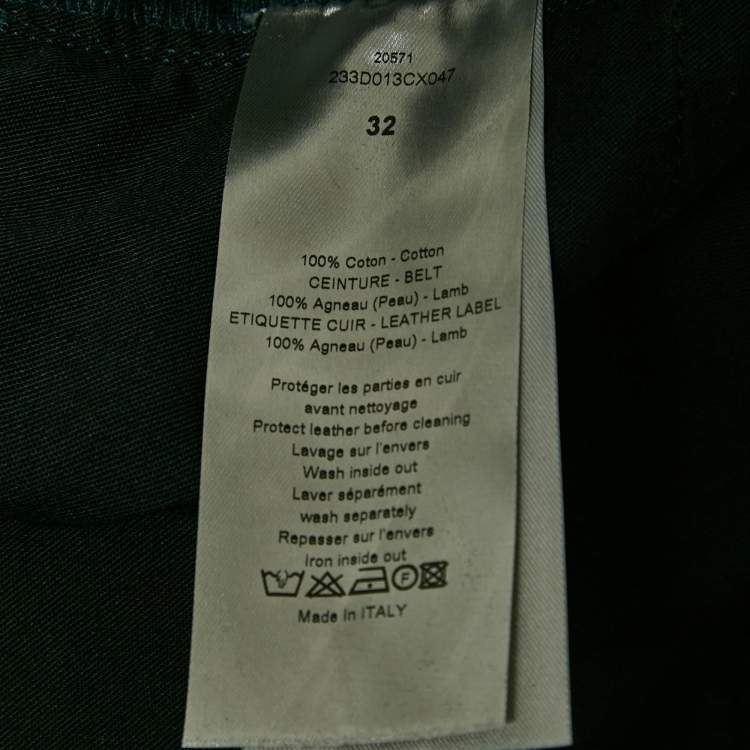 20571
233D013CX047
32
100% Coton - Cotton
CEINTURE - BELT
100% Agneau (Peau) - Lamb
ETIQUETTE CUIR - LEATHER LABEL
100% Agneau (Peau) - Lamb
Protéger les parties en cuir
avant nettoyage
Protect leather before cleaning
Lavage sur l'envers
Wash inside out
Laver séparément
wash separately
Repasser sur l'envers
Iron inside out
F
Made in ITALY